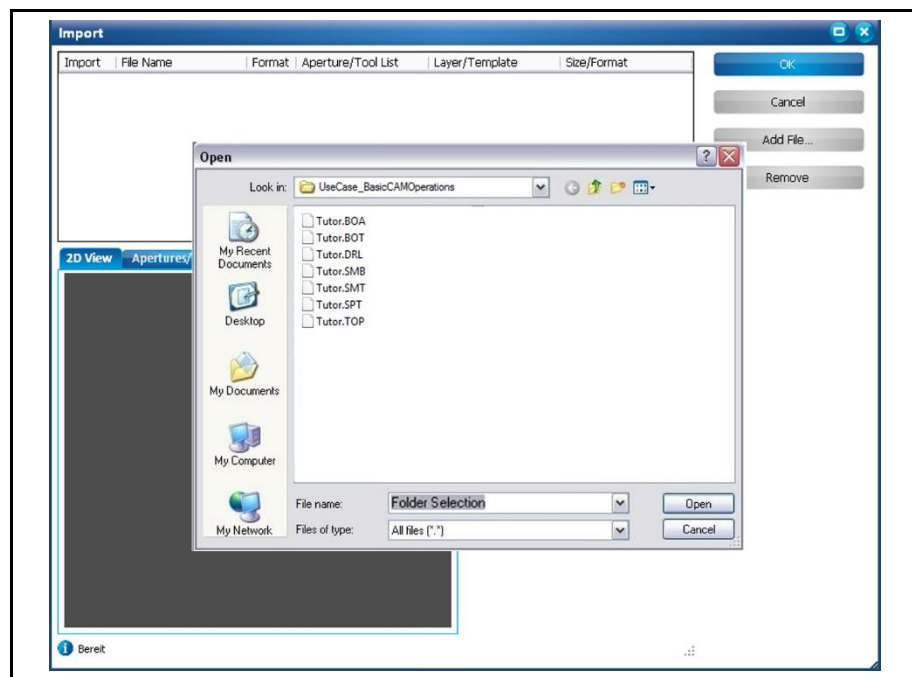 Import
Import File Name Format Aperture/Tool List Layer/Template Size/Format
OK
Cancel
Add File...
Remove
Open
Look in: UseCase_BasicCAMOperations
My Recent
Documents
Desktop
My Documents
My Computer
My Network
Tutor.BOA
Tutor.BOT
Tutor.DRL
Tutor.SMB
Tutor.SMT
Tutor.SPT
Tutor.TOP
File name: Folder Selection Open
Files of type: All files (*.*) Cancel
2D View Apertures/
Bereit